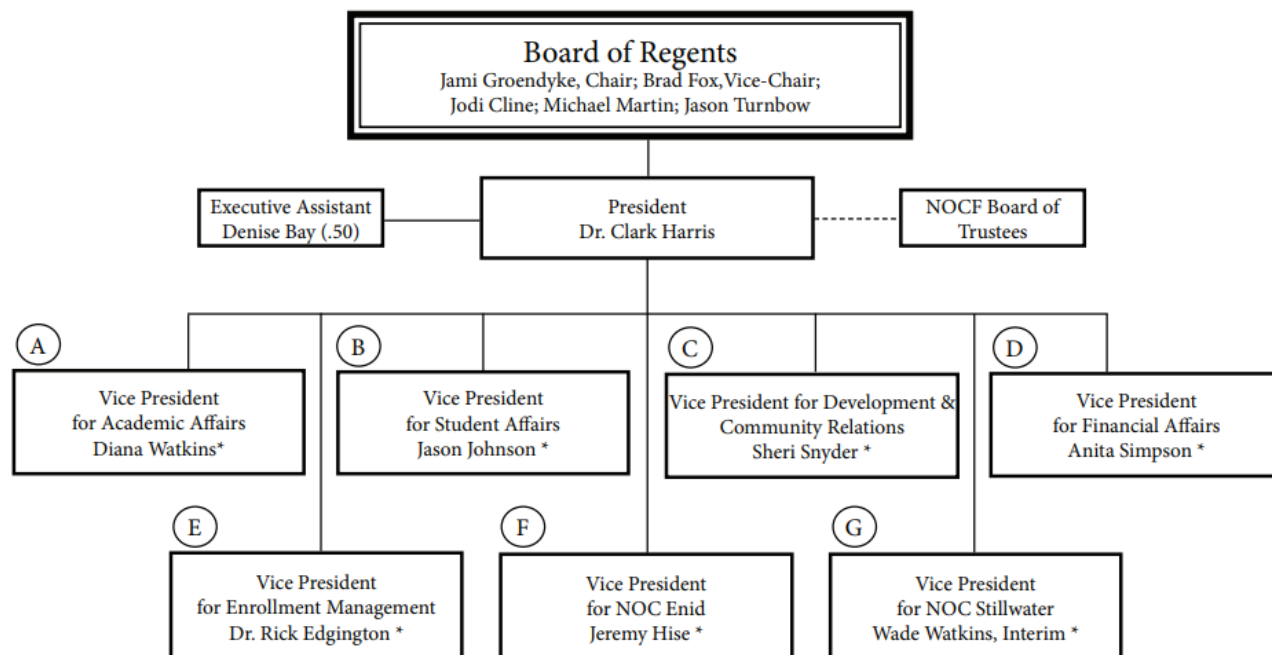 Board of Regents
Jami Groendyke, Chair; Brad Fox,Vice-Chair;
Jodi Cline; Michael Martin; Jason Turnbow
Executive Assistant
Denise Bay (.50)
President
Dr. Clark Harris
NOCF Board of
Trustees
A
Vice President
for Academic Affairs
Diana Watkins*
B
Vice President
for Student Affairs
Jason Johnson *
C
Vice President for Development &
Community Relations
Sheri Snyder *
D
Vice President
for Financial Affairs
Anita Simpson *
E
Vice President
for Enrollment Management
Dr. Rick Edgington *
F
Vice President
for NOC Enid
Jeremy Hise *
G
Vice President
for NOC Stillwater
Wade Watkins, Interim *